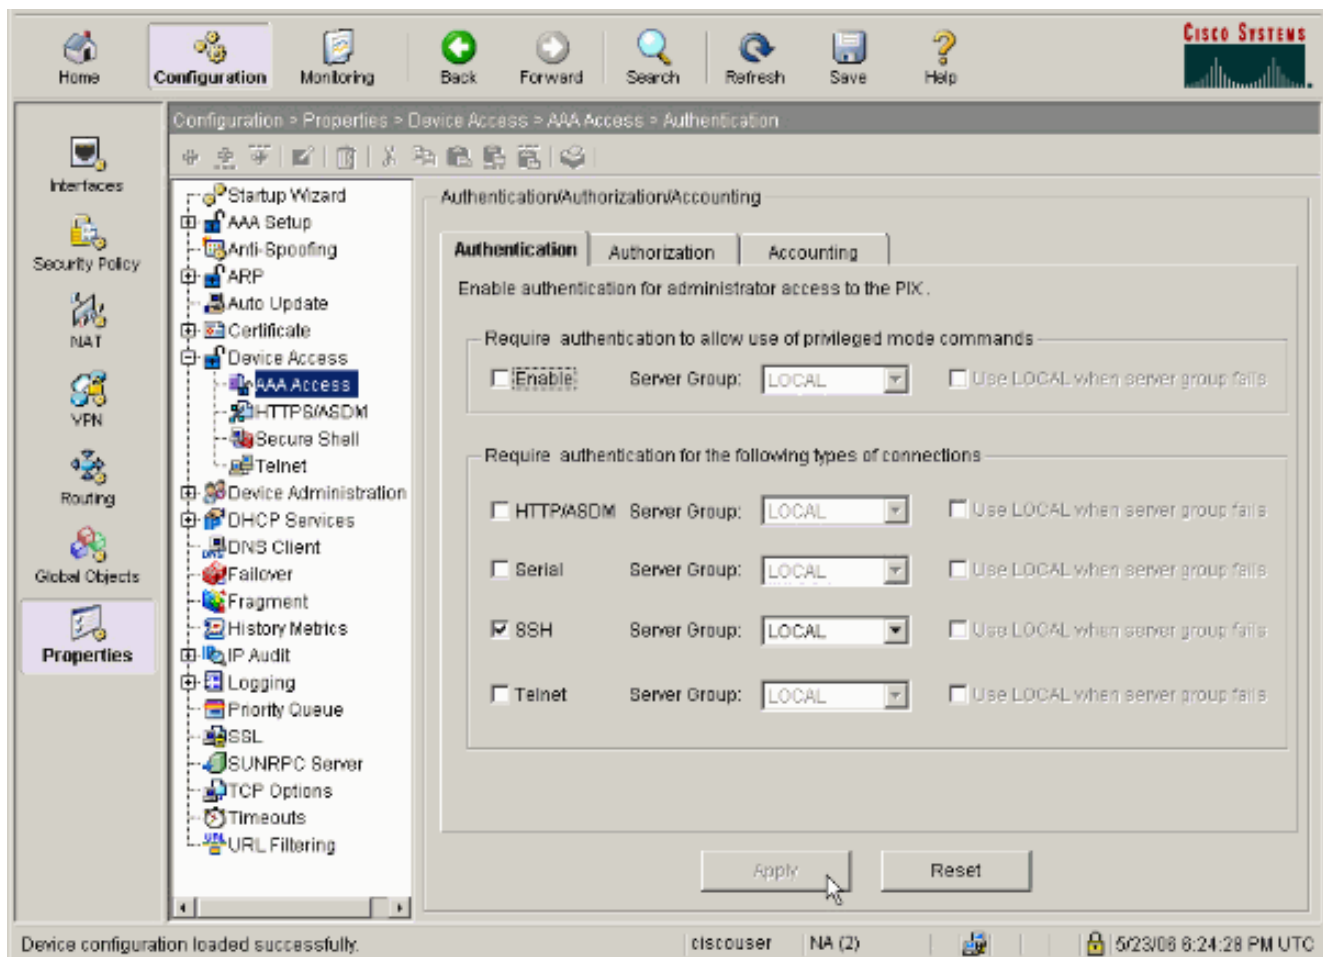 CISCO SYSTEMS
Home Configuration Monitoring Back Forward Search Refresh Save Help
Configuration > Properties > Device Access > AAA Access > Authentication
Interfaces
Security Policy
NAT
VPN
Routing
Global Objects
Properties
Startup Wizard
AAA Setup
Anti-Spoofing
ARP
Auto Update
Certificate
Device Access
AAA Access
HTTPS/ASDM
Secure Shell
Telnet
Device Administration
DHCP Services
DNS Client
Failover
Fragment
History Metrics
IP Audit
Logging
Priority Queue
SSL
SUNRPC Server
TCP Options
Timeouts
URL Filtering
Authentication/Authorization/Accounting
Authentication Authorization Accounting
Enable authentication for administrator access to the PIX.
Require authentication to allow use of privileged mode commands
Enable Server Group: LOCAL Use LOCAL when server group fails
Require authentication for the following types of connections
HTTP/ASDM Server Group: LOCAL Use LOCAL when server group fails
Serial Server Group: LOCAL Use LOCAL when server group fails
SSH Server Group: LOCAL Use LOCAL when server group fails
Telnet Server Group: LOCAL Use LOCAL when server group fails
Apply Reset
Device configuration loaded successfully. ciscouser NA (2) 5/23/06 6:24:28 PM UTC